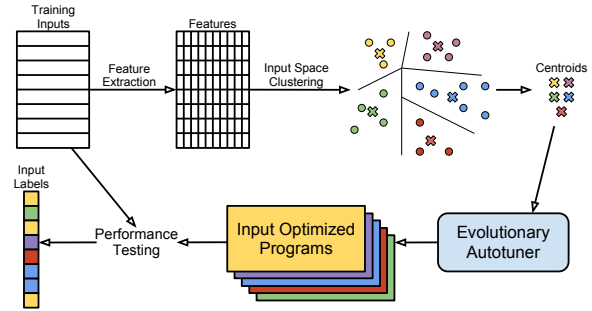 Training
Inputs
Feature
Extraction
Features
Input Space
Clustering
Centroids
Input
Labels
Performance
Testing
Input Optimized
Programs
Evolutionary
Autotuner